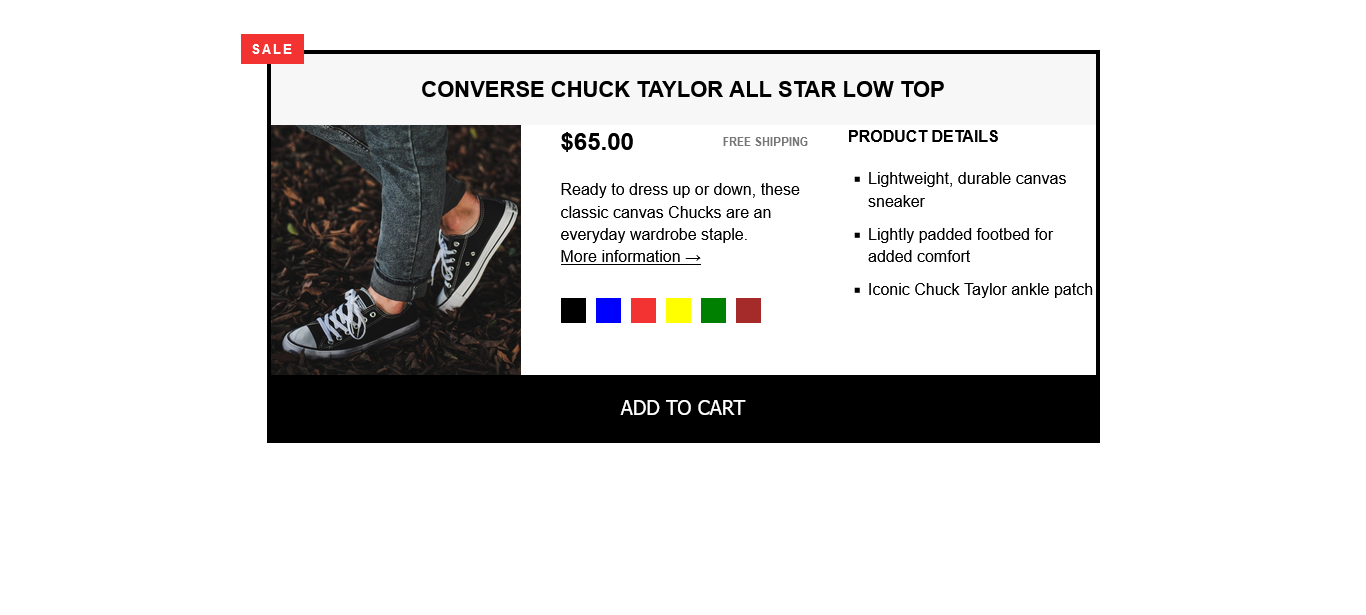 SALE
CONVERSE CHUCK TAYLOR ALL STAR LOW TOP
$65.00
FREE SHIPPING
Ready to dress up or down, these
classic canvas Chucks are an
everyday wardrobe staple.
More information →
PRODUCT DETAILS
▪ Lightweight, durable canvas
sneaker
▪ Lightly padded footbed for
added comfort
▪ Iconic Chuck Taylor ankle patch
ADD TO CART